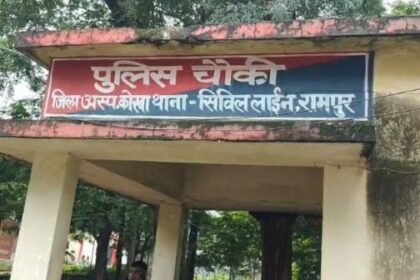 पुलिस चौकी
जिला अस्प. कोखा थाना - सिविल लाईन, रामपुर